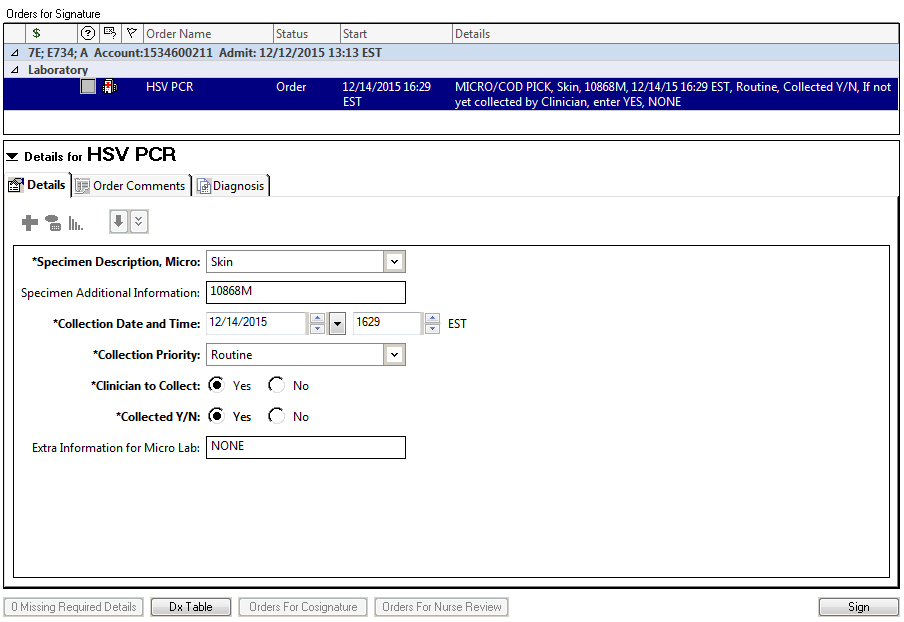 Orders for Signature
$ Order Name Status Start Details
7E; E734; A Account:1534600211 Admit: 12/12/2015 13:13 EST
Laboratory
HSV PCR Order 12/14/2015 16:29 MICRO/COD PICK, Skin, 10868M, 12/14/15 16:29 EST, Routine, Collected Y/N, If not
EST yet collected by Clinician, enter YES, NONE
Details for HSV PCR
Details Order Comments Diagnosis
*Specimen Description, Micro: Skin
Specimen Additional Information: 10868M
*Collection Date and Time: 12/14/2015 1629 EST
*Collection Priority: Routine
*Clinician to Collect: Yes No
*Collected Y/N: Yes No
Extra Information for Micro Lab: NONE
0 Missing Required Details Dx Table Orders For Cosignature Orders For Nurse Review Sign